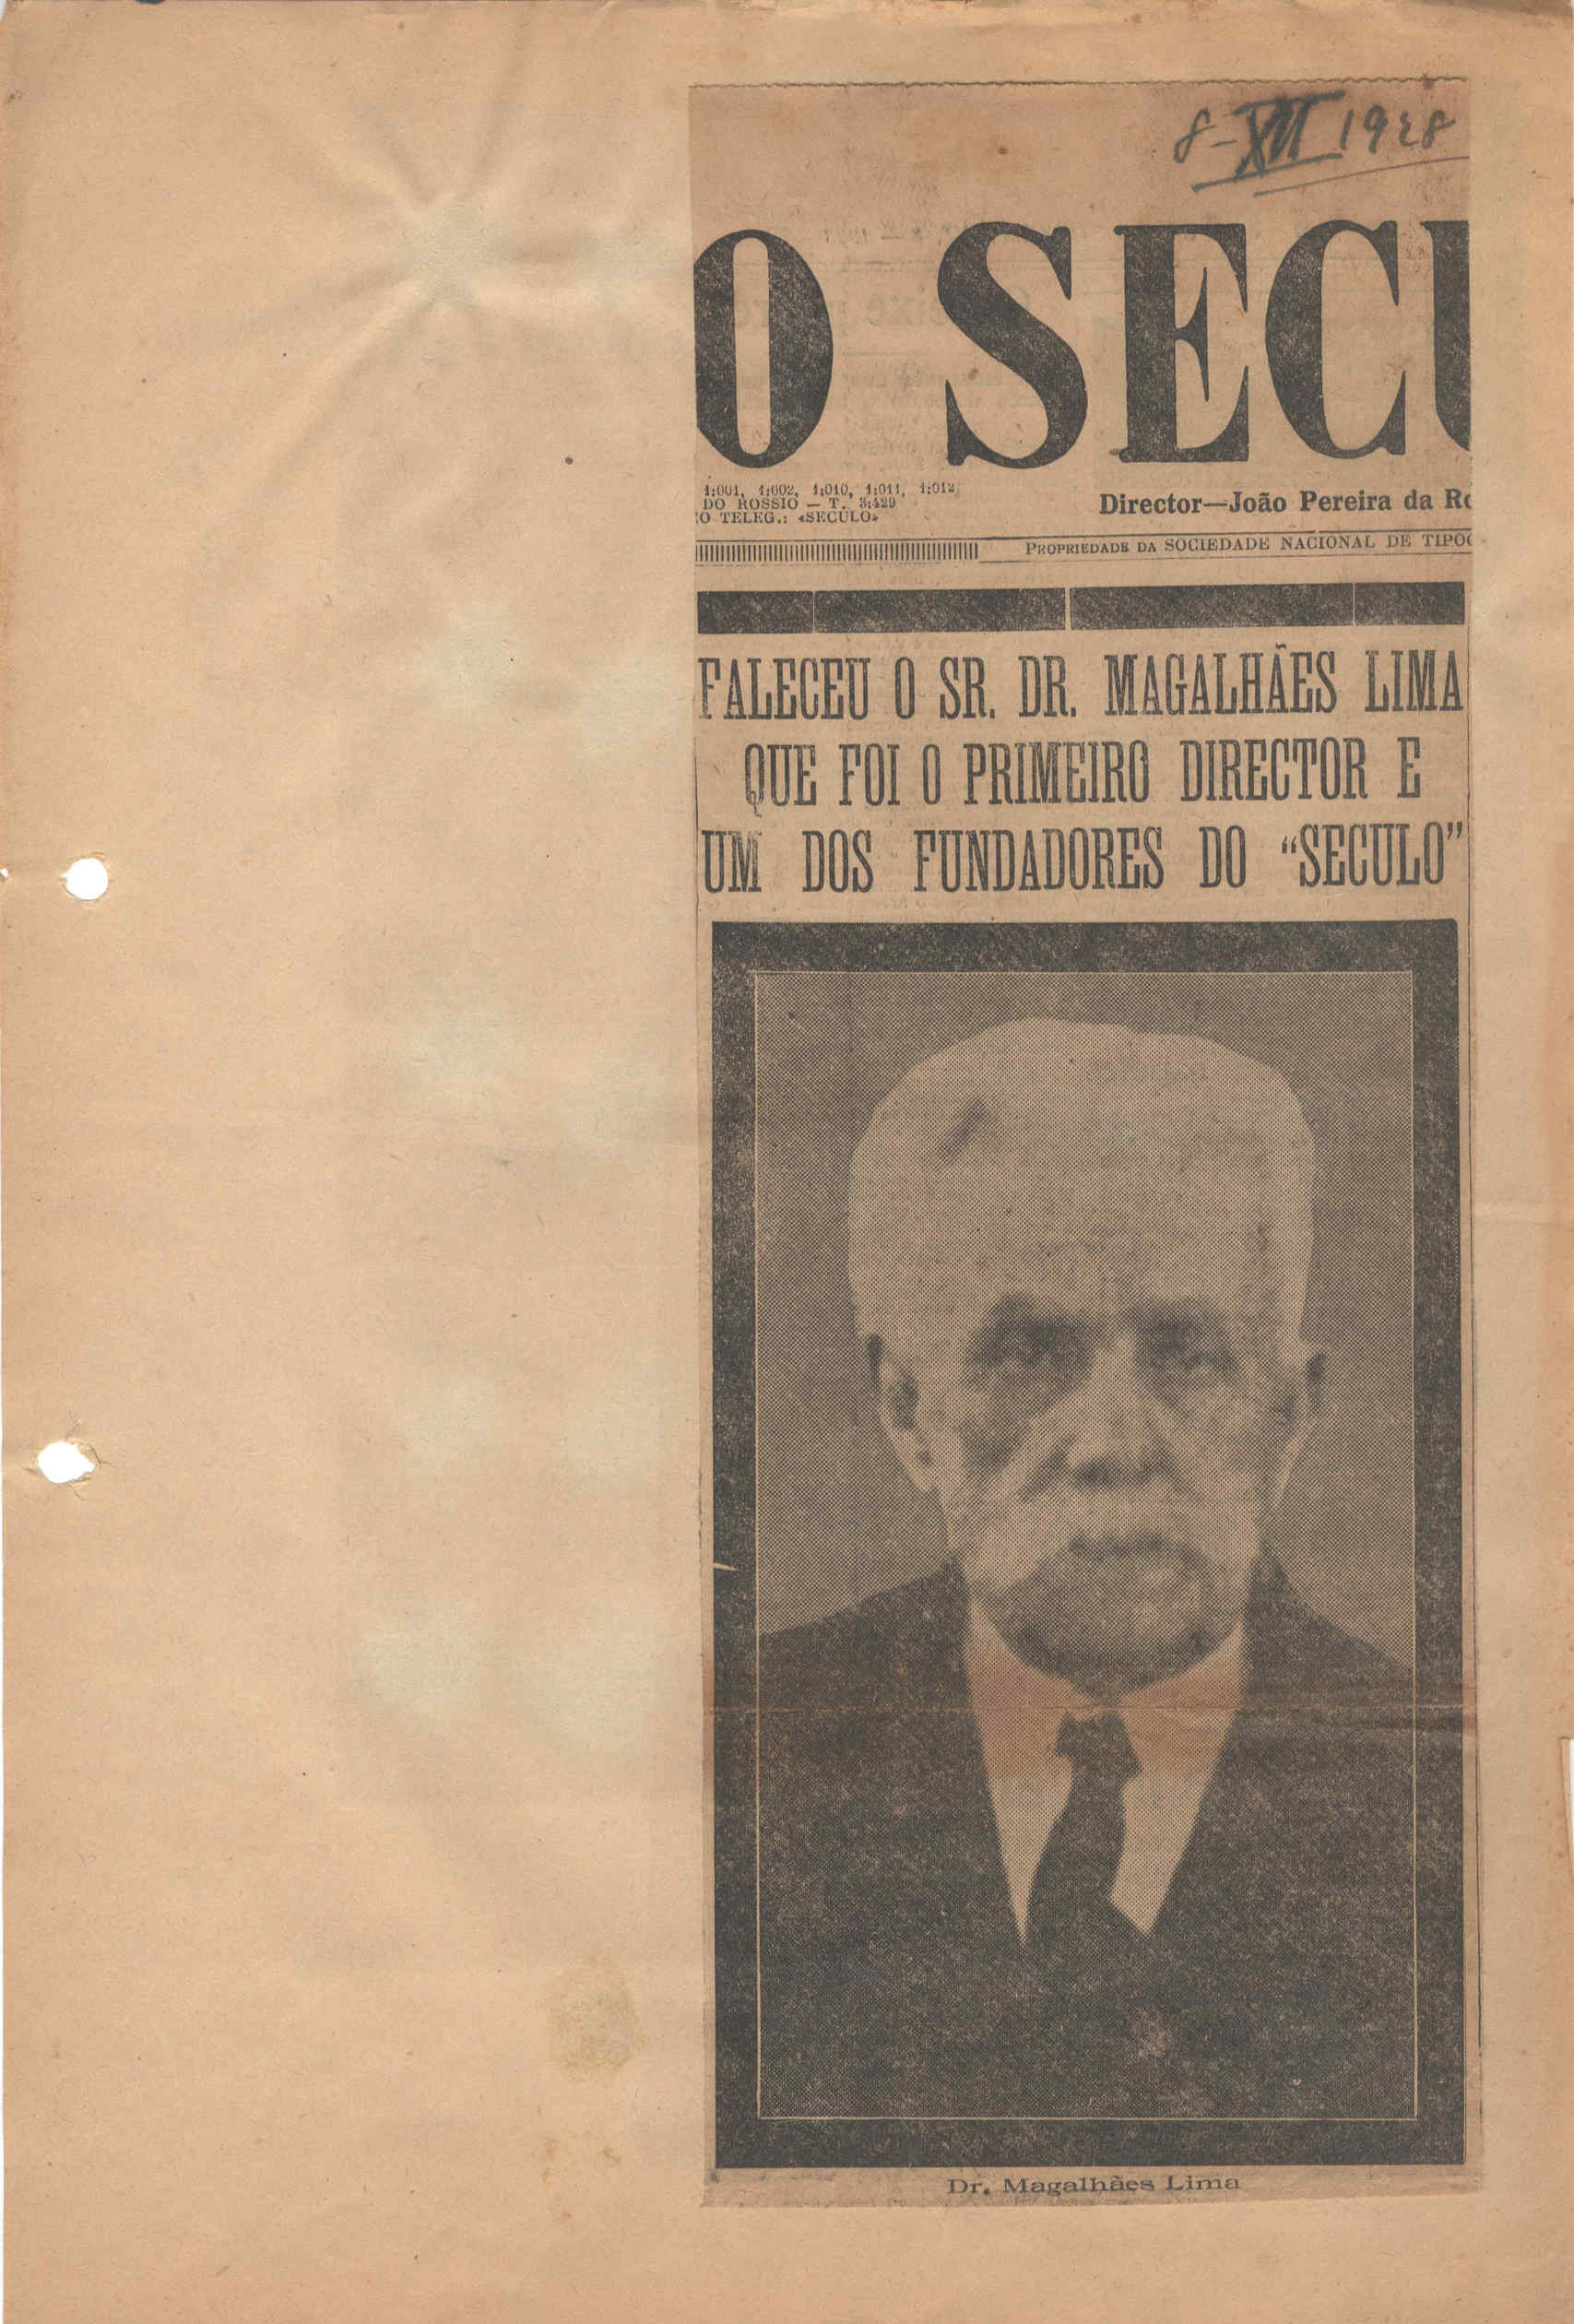 8-XII 1928
O SECU
1:001, 1:002, 1:010, 1:011, 1:012
DO ROSSIO — T. 3:429
O TELEG.: «SECULO»
Director—João Pereira da Ro
PROPRIEDADE DA SOCIEDADE NACIONAL DE TIPOG
FALECEU O SR. DR. MAGALHÃES LIMA
QUE FOI O PRIMEIRO DIRECTOR E
UM DOS FUNDADORES DO “SECULO”
Dr. Magalhães Lima